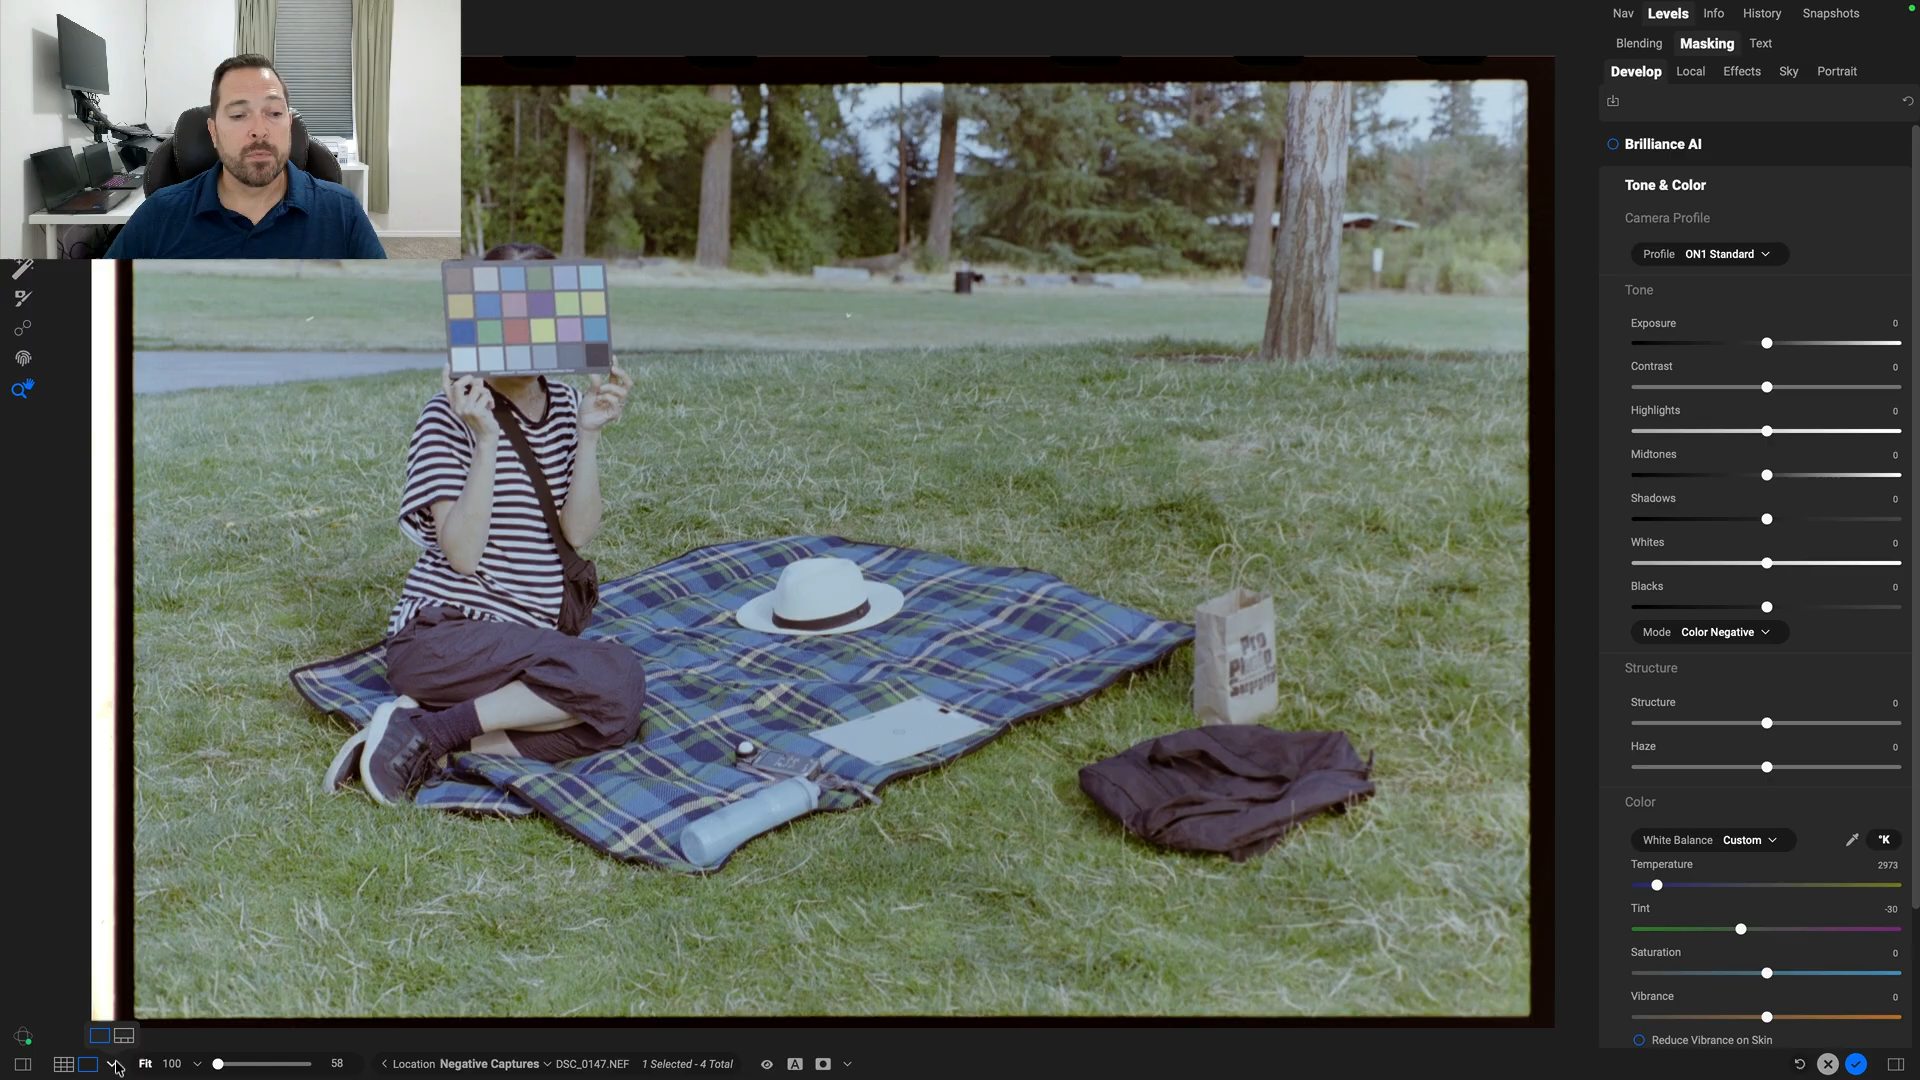 Nav Levels Info History Snapshots
Blending Masking Text
Develop Local Effects Sky Portrait
Brilliance AI
Tone & Color
Camera Profile
Profile ON1 Standard
Tone
Exposure 0
Contrast 0
Highlights 0
Midtones 0
Shadows 0
Whites 0
Blacks 0
Mode Color Negative
Structure
Structure 0
Haze 0
Color
White Balance Custom °K
Temperature 2973
Tint -30
Saturation 0
Vibrance 0
Reduce Vibrance on Skin
Pro
Photo
Supply
Fit 100 58 Location Negative Captures DSC_0147.NEF 1 Selected - 4 Total A